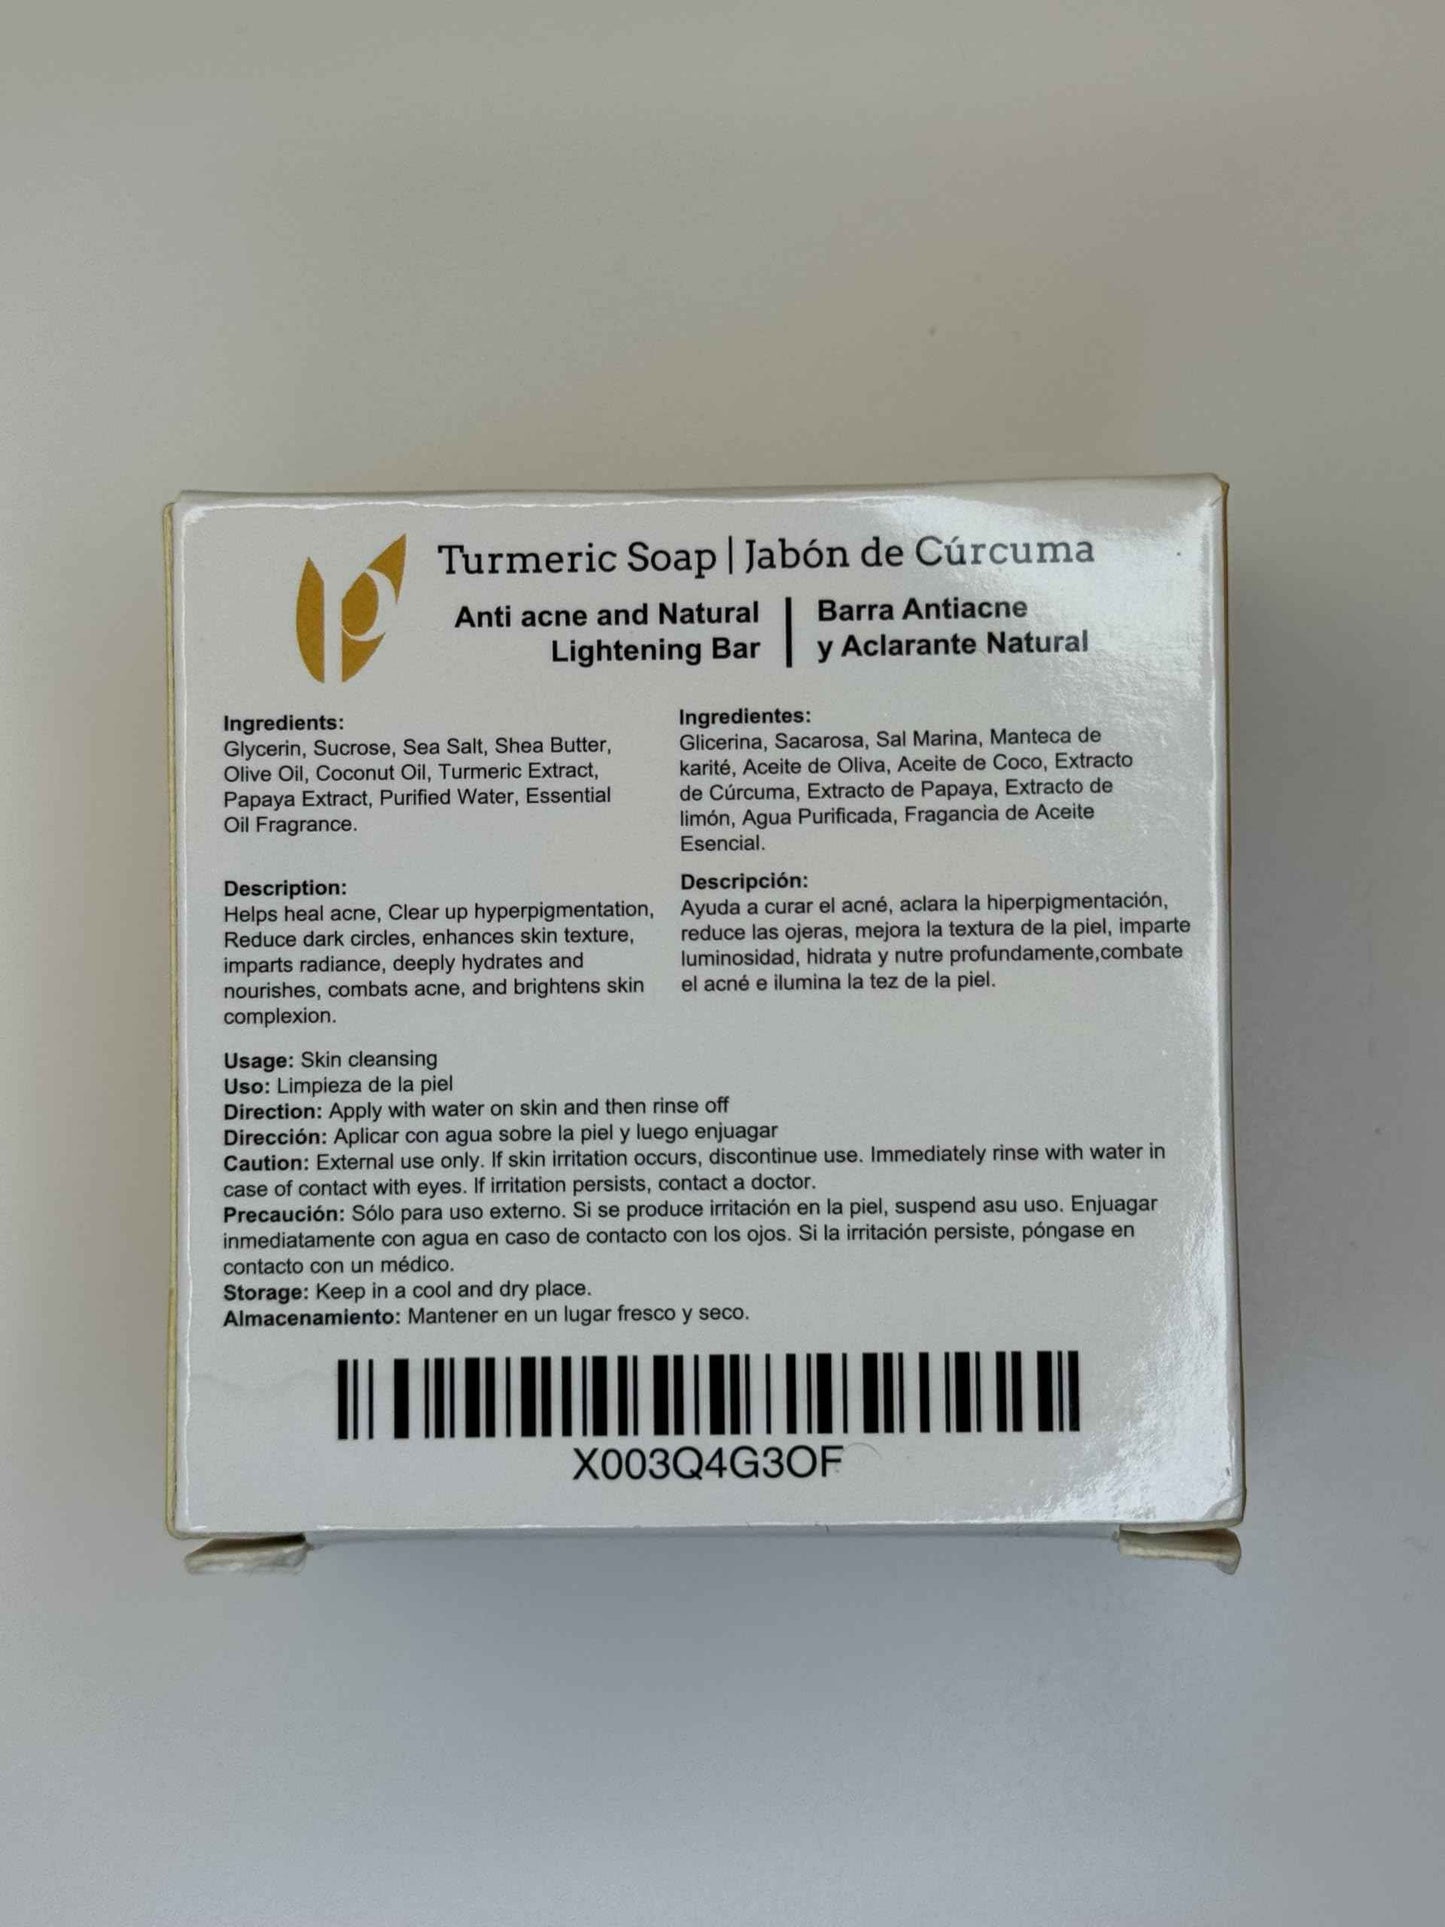 Turmeric Soap | Jabón de Cúrcuma
Anti acne and Natural
Lightening Bar
Barra Antiacne
y Aclarante Natural
Ingredients:
Glycerin, Sucrose, Sea Salt, Shea Butter,
Olive Oil, Coconut Oil, Turmeric Extract,
Papaya Extract, Purified Water, Essential
Oil Fragrance.
Ingredientes:
Glicerina, Sacarosa, Sal Marina, Manteca de
karité, Aceite de Oliva, Aceite de Coco, Extracto
de Cúrcuma, Extracto de Papaya, Extracto de
limón, Agua Purificada, Fragancia de Aceite
Esencial.
Description:
Helps heal acne, Clear up hyperpigmentation,
Reduce dark circles, enhances skin texture,
imparts radiance, deeply hydrates and
nourishes, combats acne, and brightens skin
complexion.
Descripción:
Ayuda a curar el acné, aclara la hiperpigmentación,
reduce las ojeras, mejora la textura de la piel, imparte
luminosidad, hidrata y nutre profundamente,combate
el acné e ilumina la tez de la piel.
Usage: Skin cleansing
Uso: Limpieza de la piel
Direction: Apply with water on skin and then rinse off
Dirección: Aplicar con agua sobre la piel y luego enjuagar
Caution: External use only. If skin irritation occurs, discontinue use. Immediately rinse with water in
case of contact with eyes. If irritation persists, contact a doctor.
Precaución: Sólo para uso externo. Si se produce irritación en la piel, suspend asu uso. Enjuagar
inmediatamente con agua en caso de contacto con los ojos. Si la irritación persiste, póngase en
contacto con un médico.
Storage: Keep in a cool and dry place.
Almacenamiento: Mantener en un lugar fresco y seco.
X003Q4G3OF